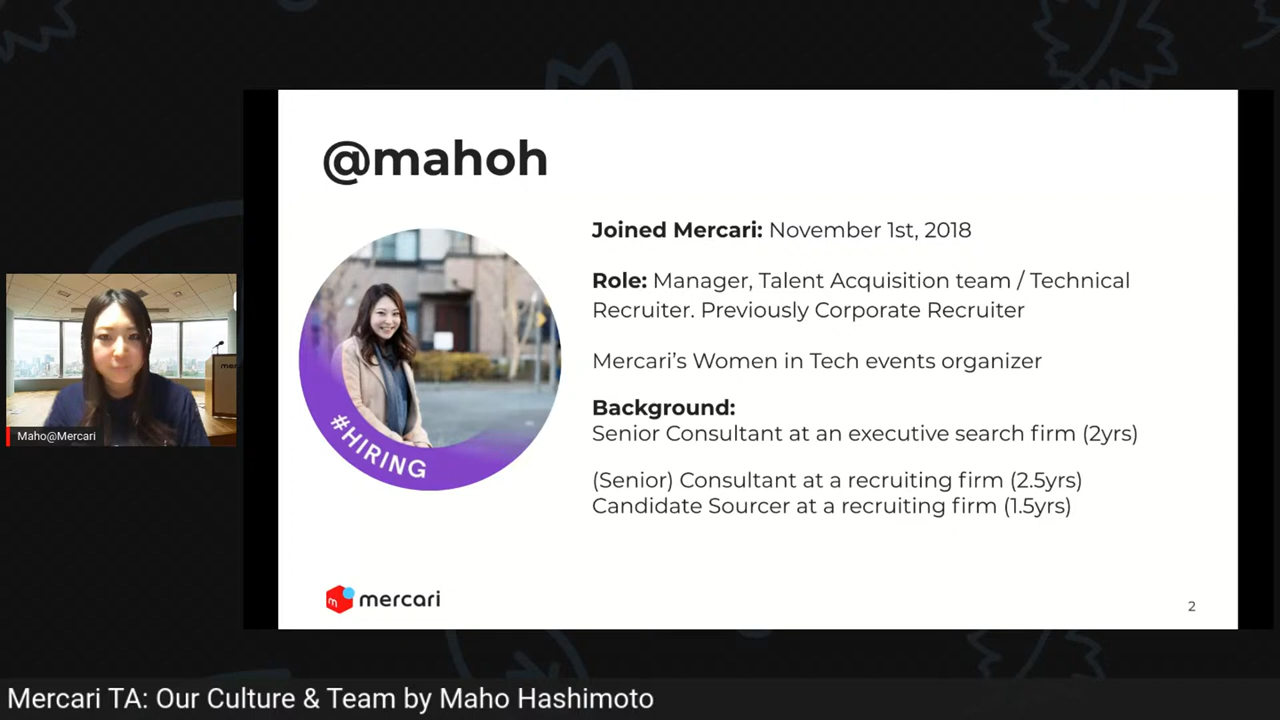 @mahoh
Joined Mercari: November 1st, 2018
Role: Manager, Talent Acquisition team / Technical
Recruiter. Previously Corporate Recruiter
Mercari's Women in Tech events organizer
Background:
Senior Consultant at an executive search firm (2yrs)
(Senior) Consultant at a recruiting firm (2.5yrs)
Candidate Sourcer at a recruiting firm (1.5yrs)
#HIRING
mer
Maho@Mercari
m
mercari
2
Mercari TA: Our Culture & Team by Maho Hashimoto